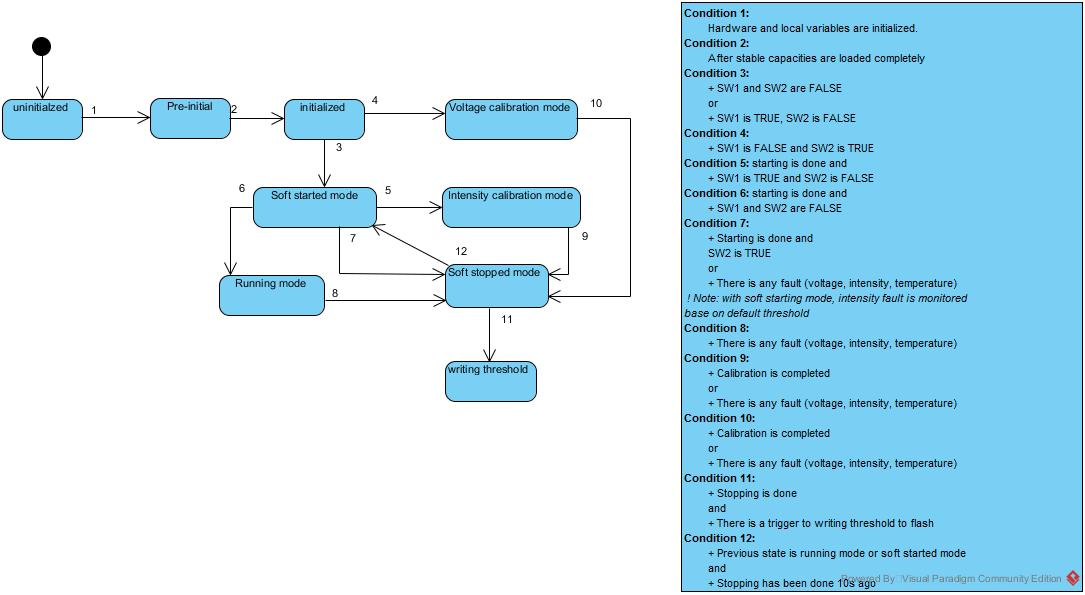 uninitialzed
1
Pre-initial
2
initialized
4
Voltage calibration mode
10
3
6
Soft started mode
5
Intensity calibration mode
7
12
9
Running mode
8
Soft stopped mode
11
writing threshold
Condition 1:
Hardware and local variables are initialized.
Condition 2:
After stable capacities are loaded completely
Condition 3:
+ SW1 and SW2 are FALSE
or
+ SW1 is TRUE, SW2 is FALSE
Condition 4:
+ SW1 is FALSE and SW2 is TRUE
Condition 5: starting is done and
+ SW1 is TRUE and SW2 is FALSE
Condition 6: starting is done and
+ SW1 and SW2 are FALSE
Condition 7:
+ Starting is done and
SW2 is TRUE
or
+ There is any fault (voltage, intensity, temperature)
! Note: with soft starting mode, intensity fault is monitored
base on default threshold
Condition 8:
+ There is any fault (voltage, intensity, temperature)
Condition 9:
+ Calibration is completed
or
+ There is any fault (voltage, intensity, temperature)
Condition 10:
+ Calibration is completed
or
+ There is any fault (voltage, intensity, temperature)
Condition 11:
+ Stopping is done
and
+ There is a trigger to writing threshold to flash
Condition 12:
+ Previous state is running mode or soft started mode
and
+ Stopping has been done 10s ago
Powered By Visual Paradigm Community Edition